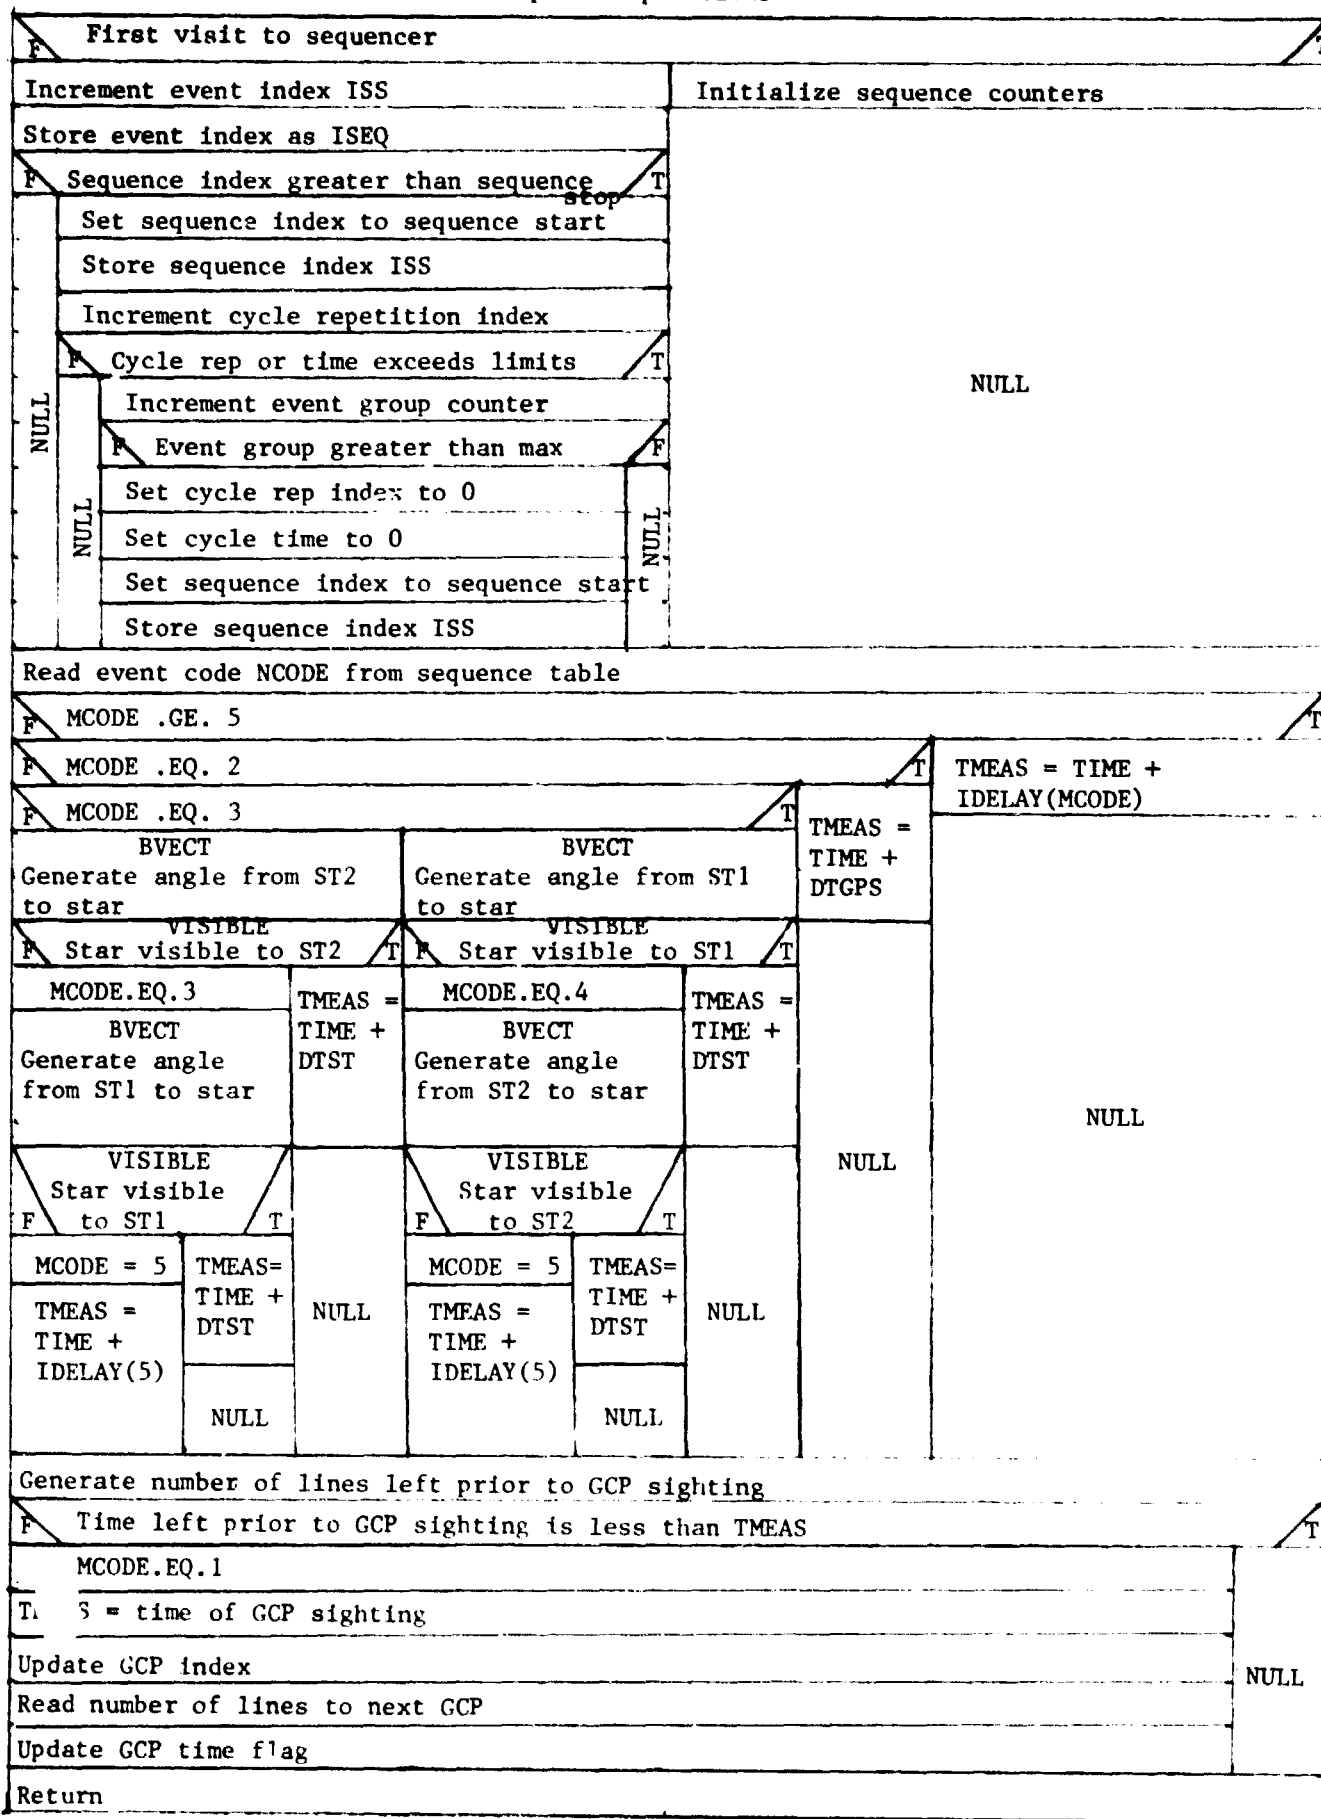 F First visit to sequencer
Increment event index ISS
Initialize sequence counters
Store event index as ISEQ
F Sequence index greater than sequence stop T
Set sequence index to sequence start
Store sequence index ISS
Increment cycle repetition index
F Cycle rep or time exceeds limits T
Increment event group counter
F Event group greater than max F
Set cycle rep index to 0
Set cycle time to 0
Set sequence index to sequence start
Store sequence index ISS
NULL
NULL
NULL
NULL
Read event code NCODE from sequence table
F MCODE .GE. 5 T
F MCODE .EQ. 2 T
TMEAS = TIME +
IDELAY(MCODE)
F MCODE .EQ. 3 T
TMEAS =
TIME +
DTGPS
BVECT
Generate angle from ST2
to star
BVECT
Generate angle from ST1
to star
VISIBLE
F Star visible to ST2 T
VISIBLE
F Star visible to ST1 T
MCODE.EQ.3
BVECT
Generate angle
from ST1 to star
TMEAS =
TIME +
DTST
MCODE.EQ.4
BVECT
Generate angle
from ST2 to star
TMEAS =
TIME +
DTST
NULL
NULL
VISIBLE
Star visible
F to ST1 T
VISIBLE
Star visible
F to ST2 T
MCODE = 5
TMEAS =
TIME +
IDELAY(5)
TMEAS=
TIME +
DTST
NULL
NULL
MCODE = 5
TMEAS =
TIME +
IDELAY(5)
TMEAS=
TIME +
DTST
NULL
NULL
Generate number of lines left prior to GCP sighting
F Time left prior to GCP sighting is less than TMEAS T
MCODE.EQ.1
= time of GCP sighting
Update GCP index
Read number of lines to next GCP
Update GCP time flag
NULL
Return